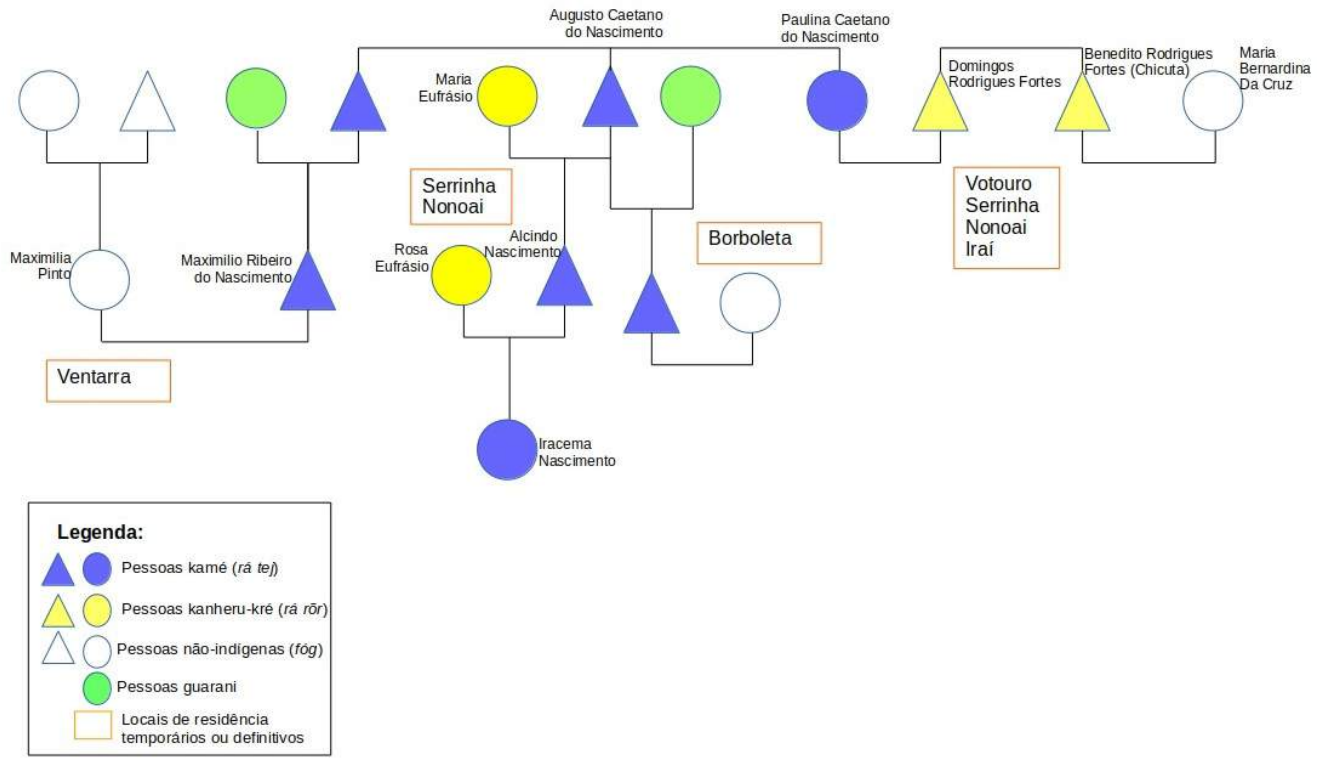 Augusto Caetano
do Nascimento
Paulina Caetano
do Nascimento
Maria
Eufrásio
Domingos
Rodrigues Fortes
Benedito Rodrigues
Fortes (Chicuta)
Maria
Bernardina
Da Cruz
Serrinha
Nonoai
Votouro
Serrinha
Nonoai
Iraí
Borboleta
Maximilia
Pinto
Maximilio Ribeiro
do Nascimento
Rosa
Eufrásio
Alcindo
Nascimento
Ventarra
Iracema
Nascimento
Legenda:
Pessoas kamé (rá tej)
Pessoas kanheru-kré (rá rõr)
Pessoas não-indígenas (fóg)
Pessoas guarani
Locais de residência
temporários ou definitivos